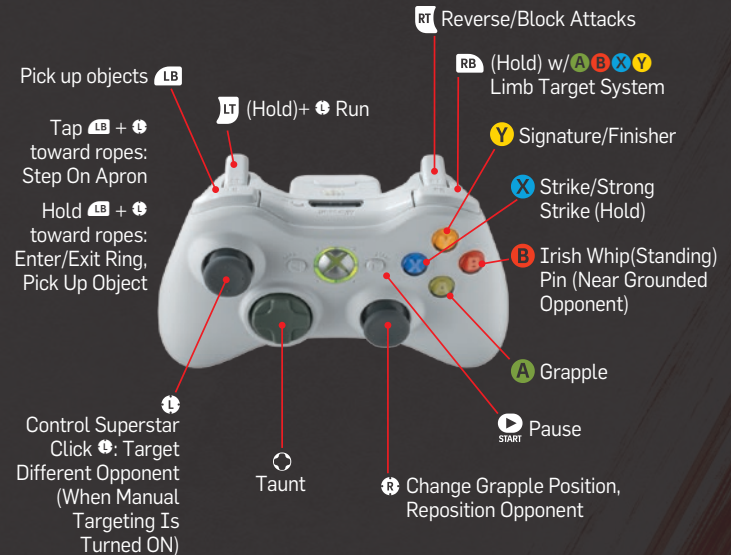 RT Reverse/Block Attacks
RB (Hold) w/ A B X Y
Limb Target System
Pick up objects LB
LT (Hold)+ L Run
Tap LB + L
toward ropes:
Step On Apron
Hold LB + L
toward ropes:
Enter/Exit Ring,
Pick Up Object
Y Signature/Finisher
X Strike/Strong
Strike (Hold)
B Irish Whip(Standing)
Pin (Near Grounded
Opponent)
A Grapple
START Pause
L
Control Superstar
Click L: Target
Different Opponent
(When Manual
Targeting Is
Turned ON)
Taunt
R Change Grapple Position,
Reposition Opponent
Y
X
B
A